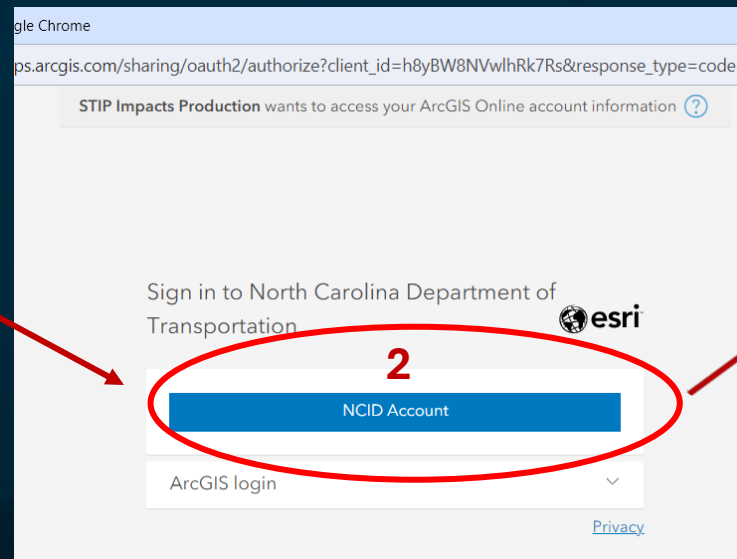 gle Chrome
ps.arcgis.com/sharing/oauth2/authorize?client_id=h8yBW8NVwlhRk7Rs&response_type=code
STIP Impacts Production wants to access your ArcGIS Online account information ?
Sign in to North Carolina Department of
Transportation
esri
2
NCID Account
ArcGIS login
Privacy